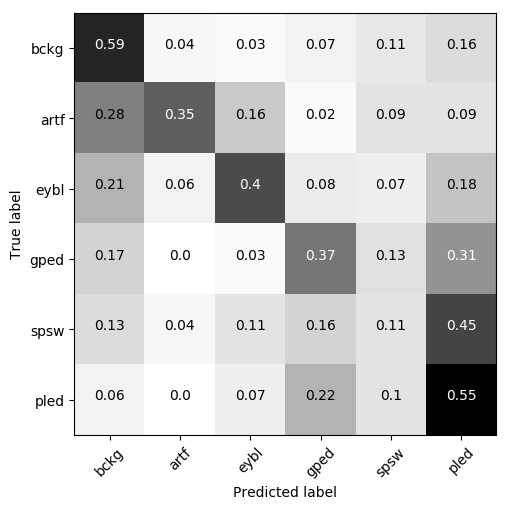 bckg 0.59 0.04 0.03 0.07 0.11 0.16
artf 0.28 0.35 0.16 0.02 0.09 0.09
eybl 0.21 0.06 0.4 0.08 0.07 0.18
gped 0.17 0.0 0.03 0.37 0.13 0.31
spsw 0.13 0.04 0.11 0.16 0.11 0.45
pled 0.06 0.0 0.07 0.22 0.1 0.55
True label
bckg artf eybl gped spsw pled
Predicted label